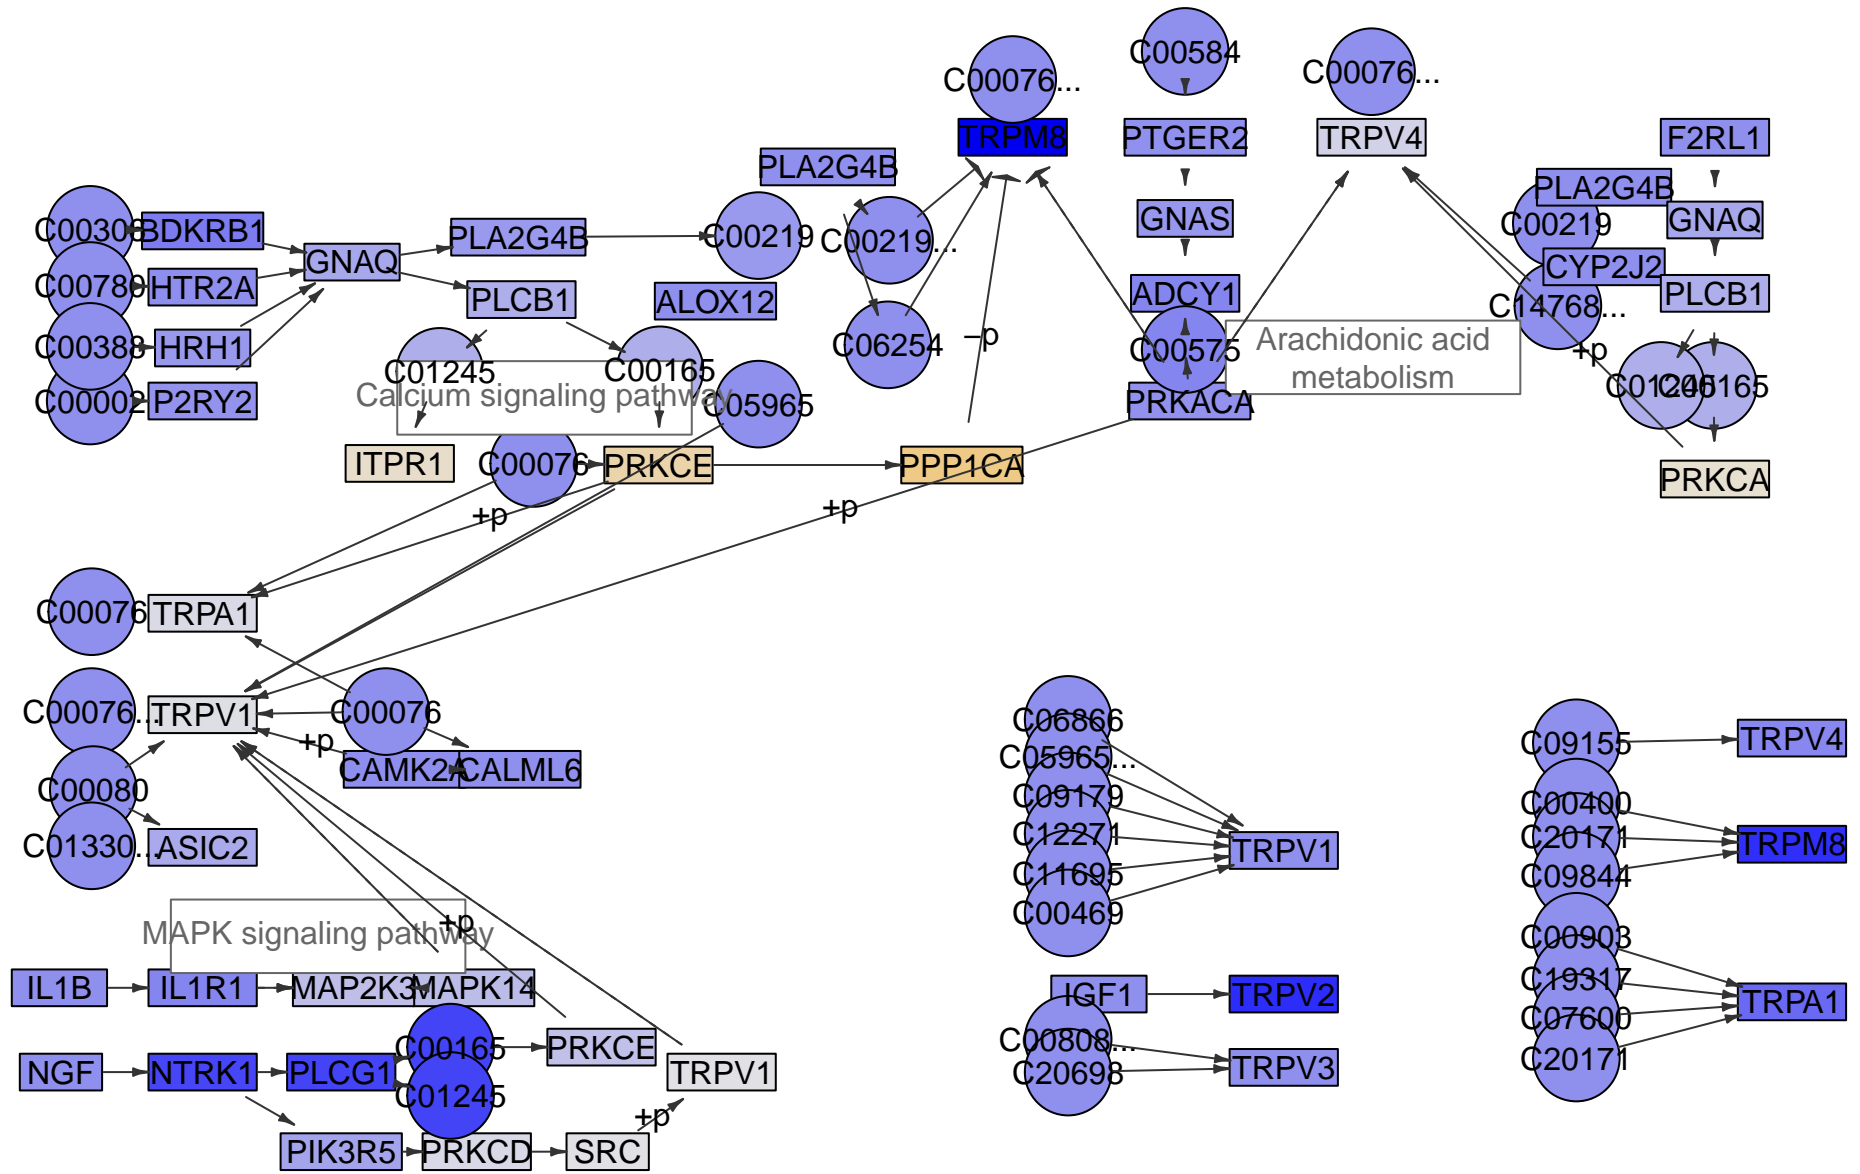 C00584
C00076...
C00076...
TRPM8
PTGER2
TRPV4
F2RL1
PLA2G4B
PLA2G4B
GNAS
GNAQ
C00219
BDKRB1
PLA2G4B
C00219
C00219...
GNAQ
CYP2J2
C00780
HTR2A
PLCB1
ALOX12
ADCY1
PLCB1
C14768...
C00388
HRH1
C06254
–p
C00575
Arachidonic acid
metabolism
+p
C01245
C00165
Calcium signaling pathway
C00002
P2RY2
C05965
PRKACA
ITPR1
C00076
PRKCE
PPP1CA
PRKCA
+p
+p
C00076
TRPA1
C00076...
TRPV1
C00076
+p
CAMK2A
CALML6
C00080
C01330...
ASIC2
MAPK signaling pathway
+p
IL1B
IL1R1
MAP2K3
MAPK14
C00165
PRKCE
NGF
NTRK1
PLCG1
C01245
TRPV1
+p
PIK3R5
PRKCD
SRC
C06866
C05965...
C09179
C12271
C11695
C00469
TRPV1
IGF1
TRPV2
C00808...
C20698
TRPV3
C09155
TRPV4
C00400
C20171
C09844
TRPM8
C00903
C19317
C07600
C20171
TRPA1